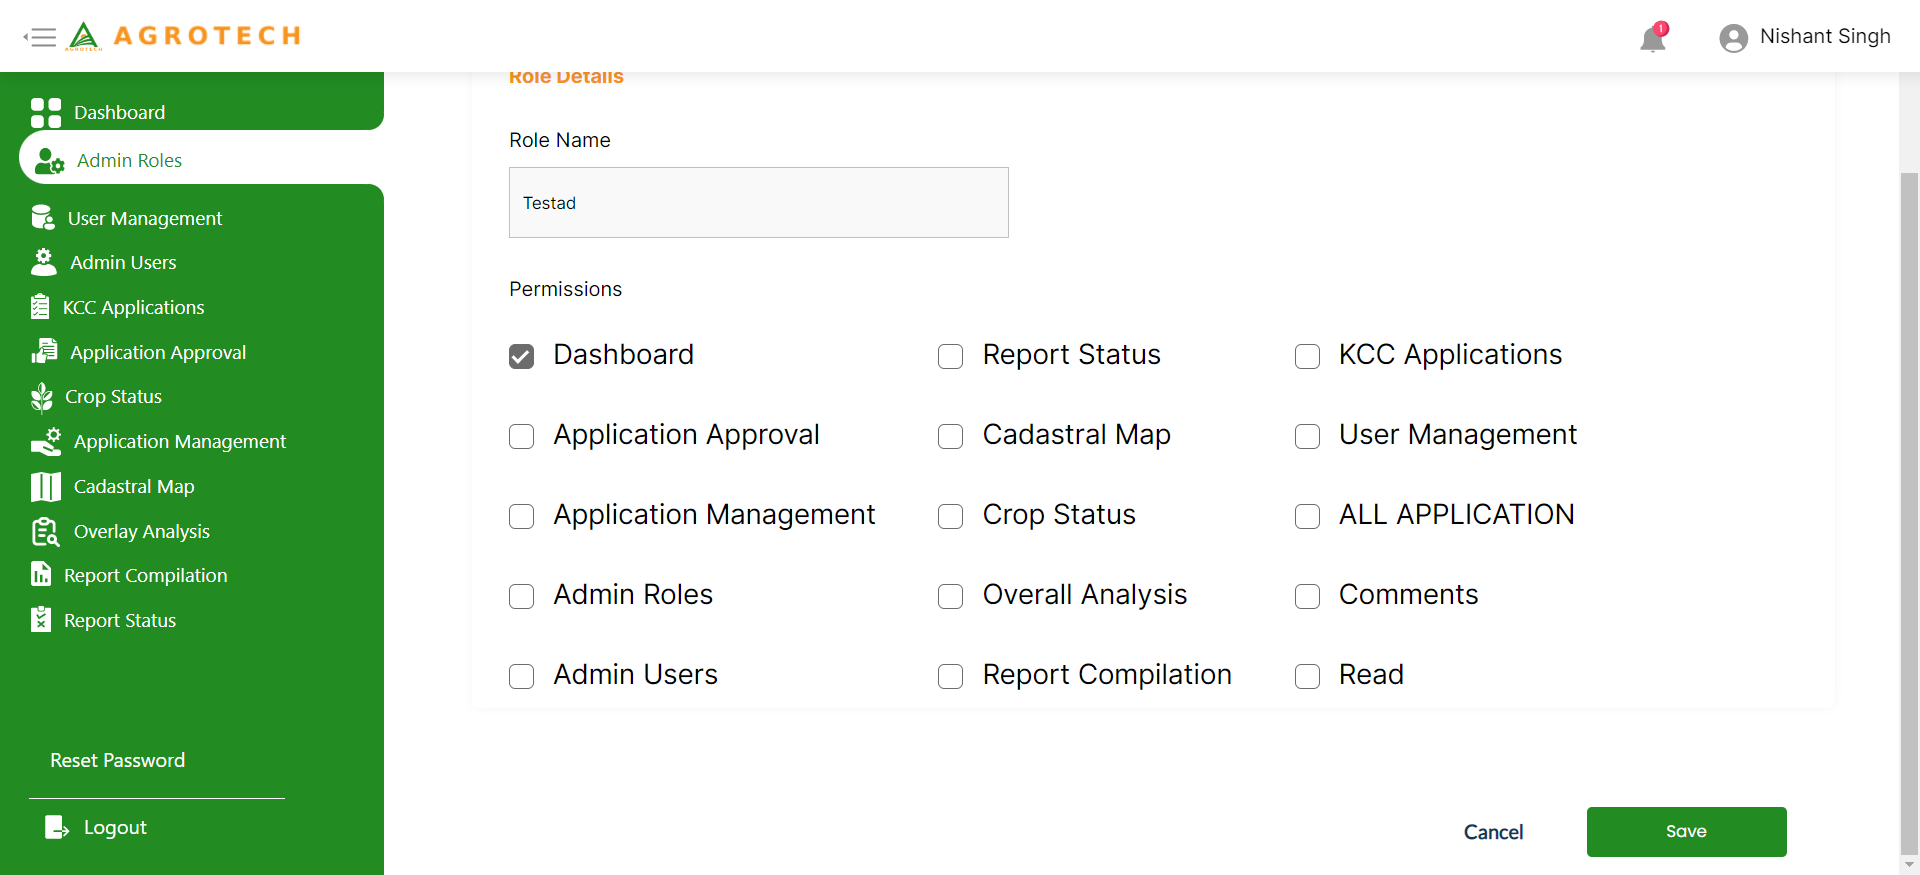 AGROTECH
AGROTECH
1
Nishant Singh
Dashboard
Admin Roles
User Management
Admin Users
KCC Applications
Application Approval
Crop Status
Application Management
Cadastral Map
Overlay Analysis
Report Compilation
Report Status
Reset Password
Logout
Role Details
Role Name
Testad
Permissions
Dashboard
Report Status
KCC Applications
Application Approval
Cadastral Map
User Management
Application Management
Crop Status
ALL APPLICATION
Admin Roles
Overall Analysis
Comments
Admin Users
Report Compilation
Read
Cancel
Save